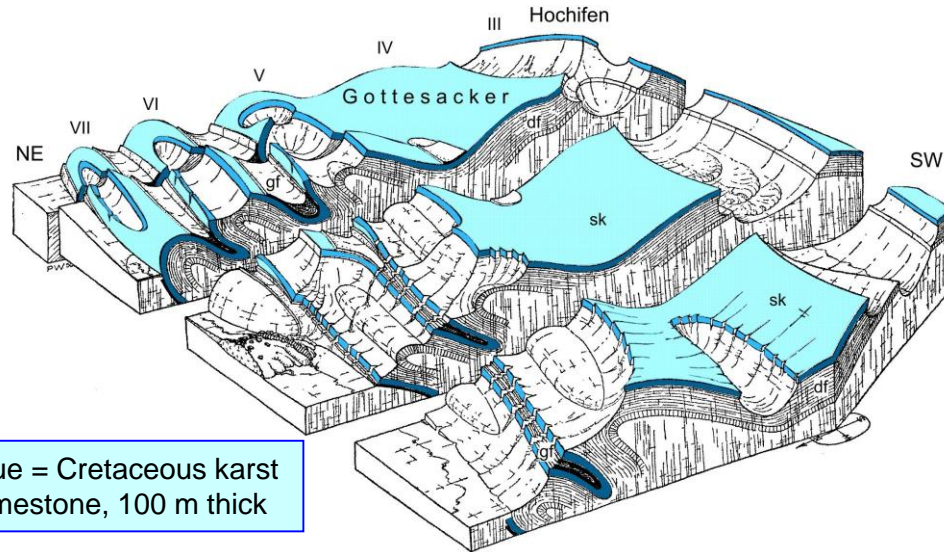 Hochifen
III
IV
V
VI
VII
Gottesacker
NE
SW
df
gf
sk
sk
df
gf
ue = Cretaceous karst
mestone, 100 m thick